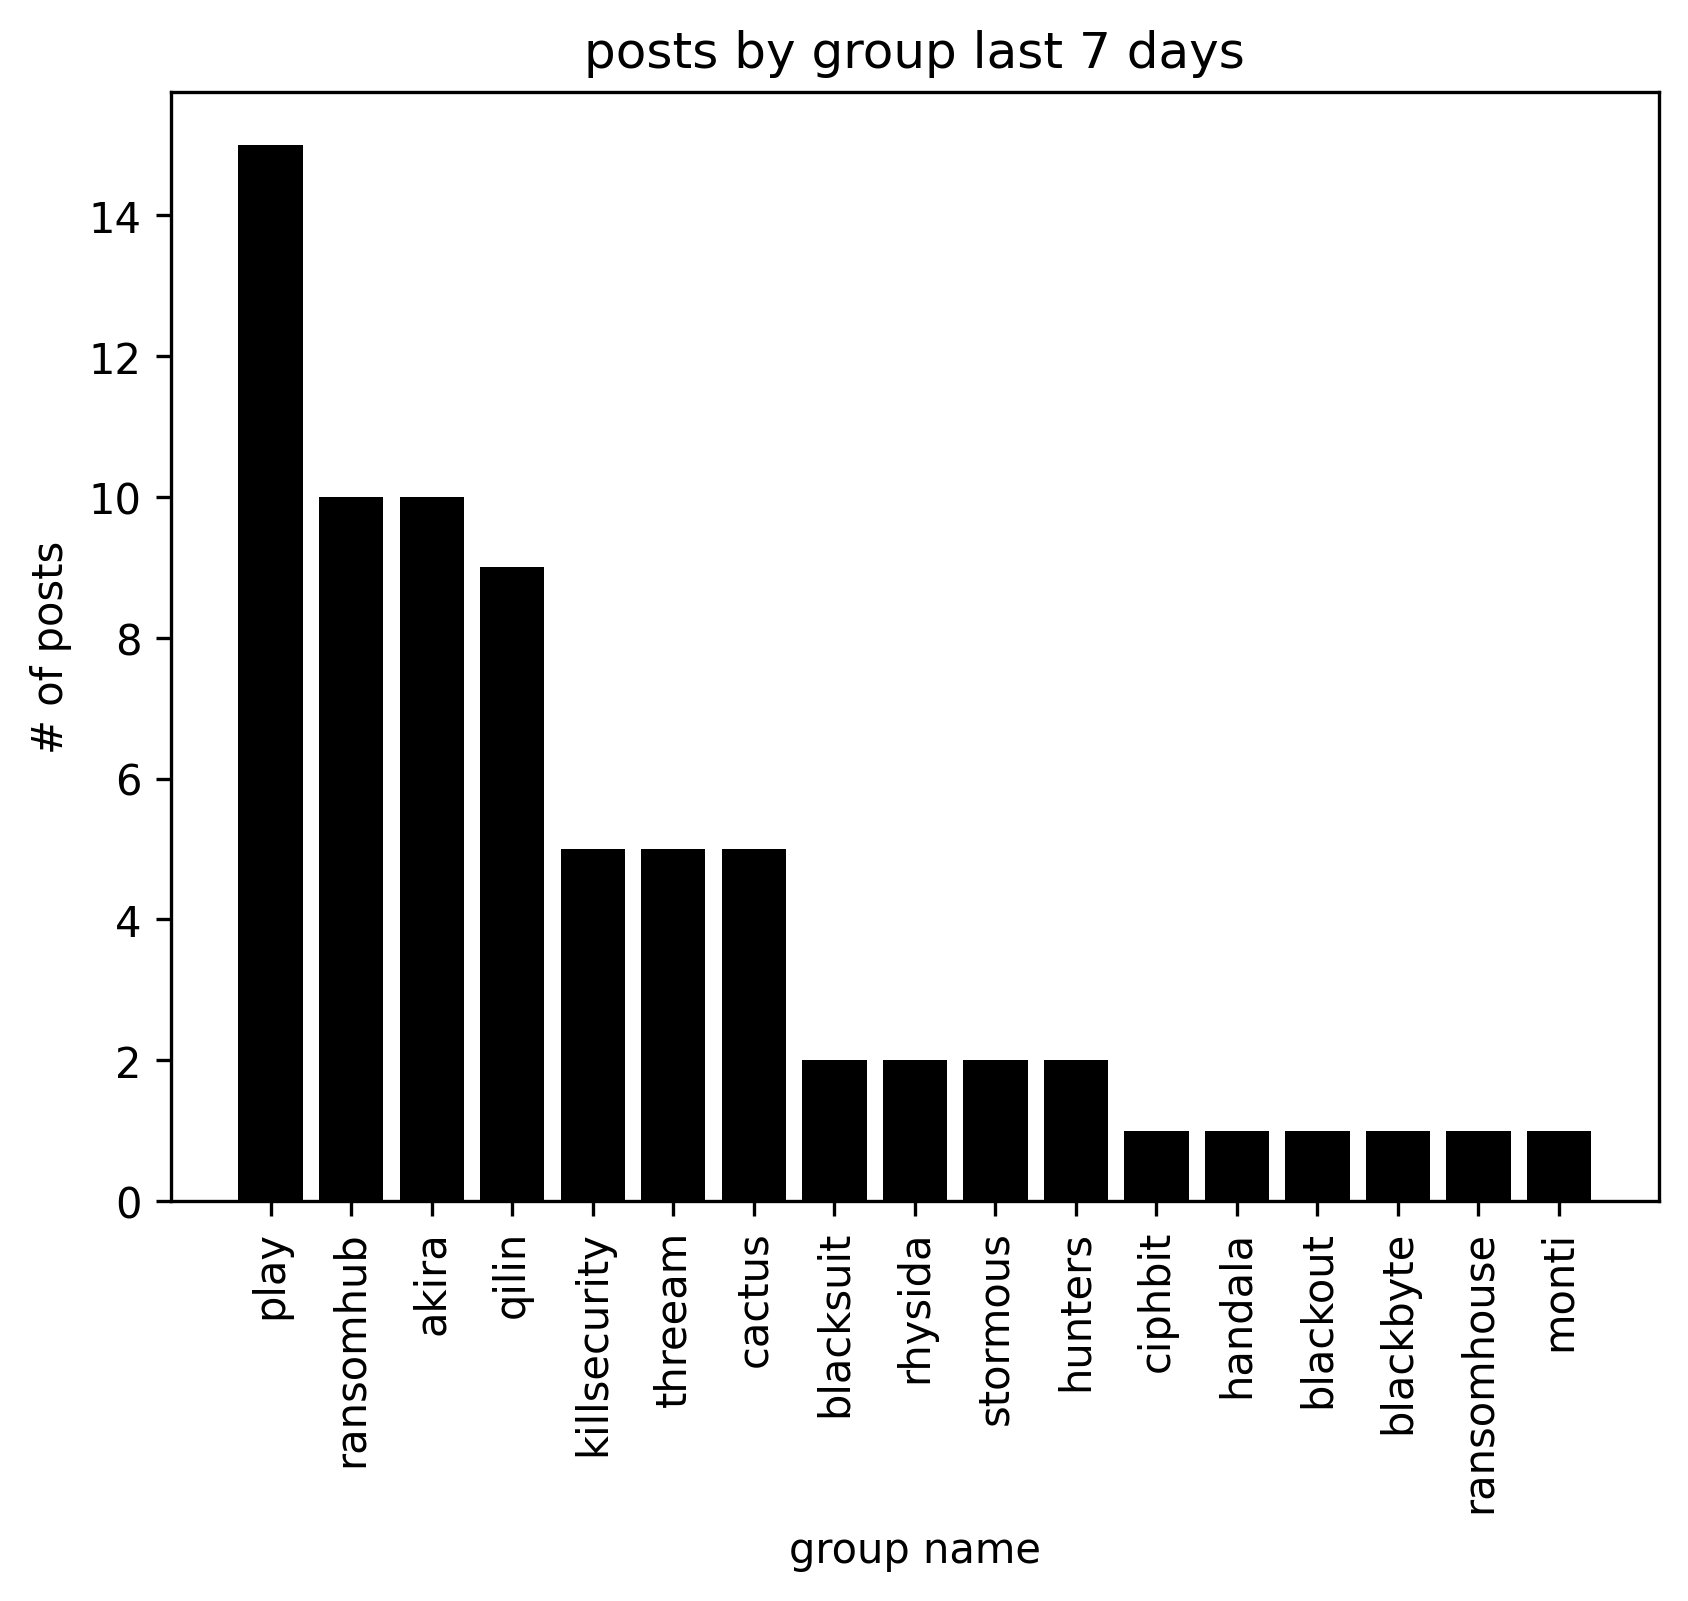 posts by group last 7 days
# of posts
14
12
10
8
6
4
2
0
play
ransomhub
akira
qilin
killsecurity
threeam
cactus
blacksuit
rhysida
stormous
hunters
ciphbit
handala
blackout
blackbyte
ransomhouse
monti
group name